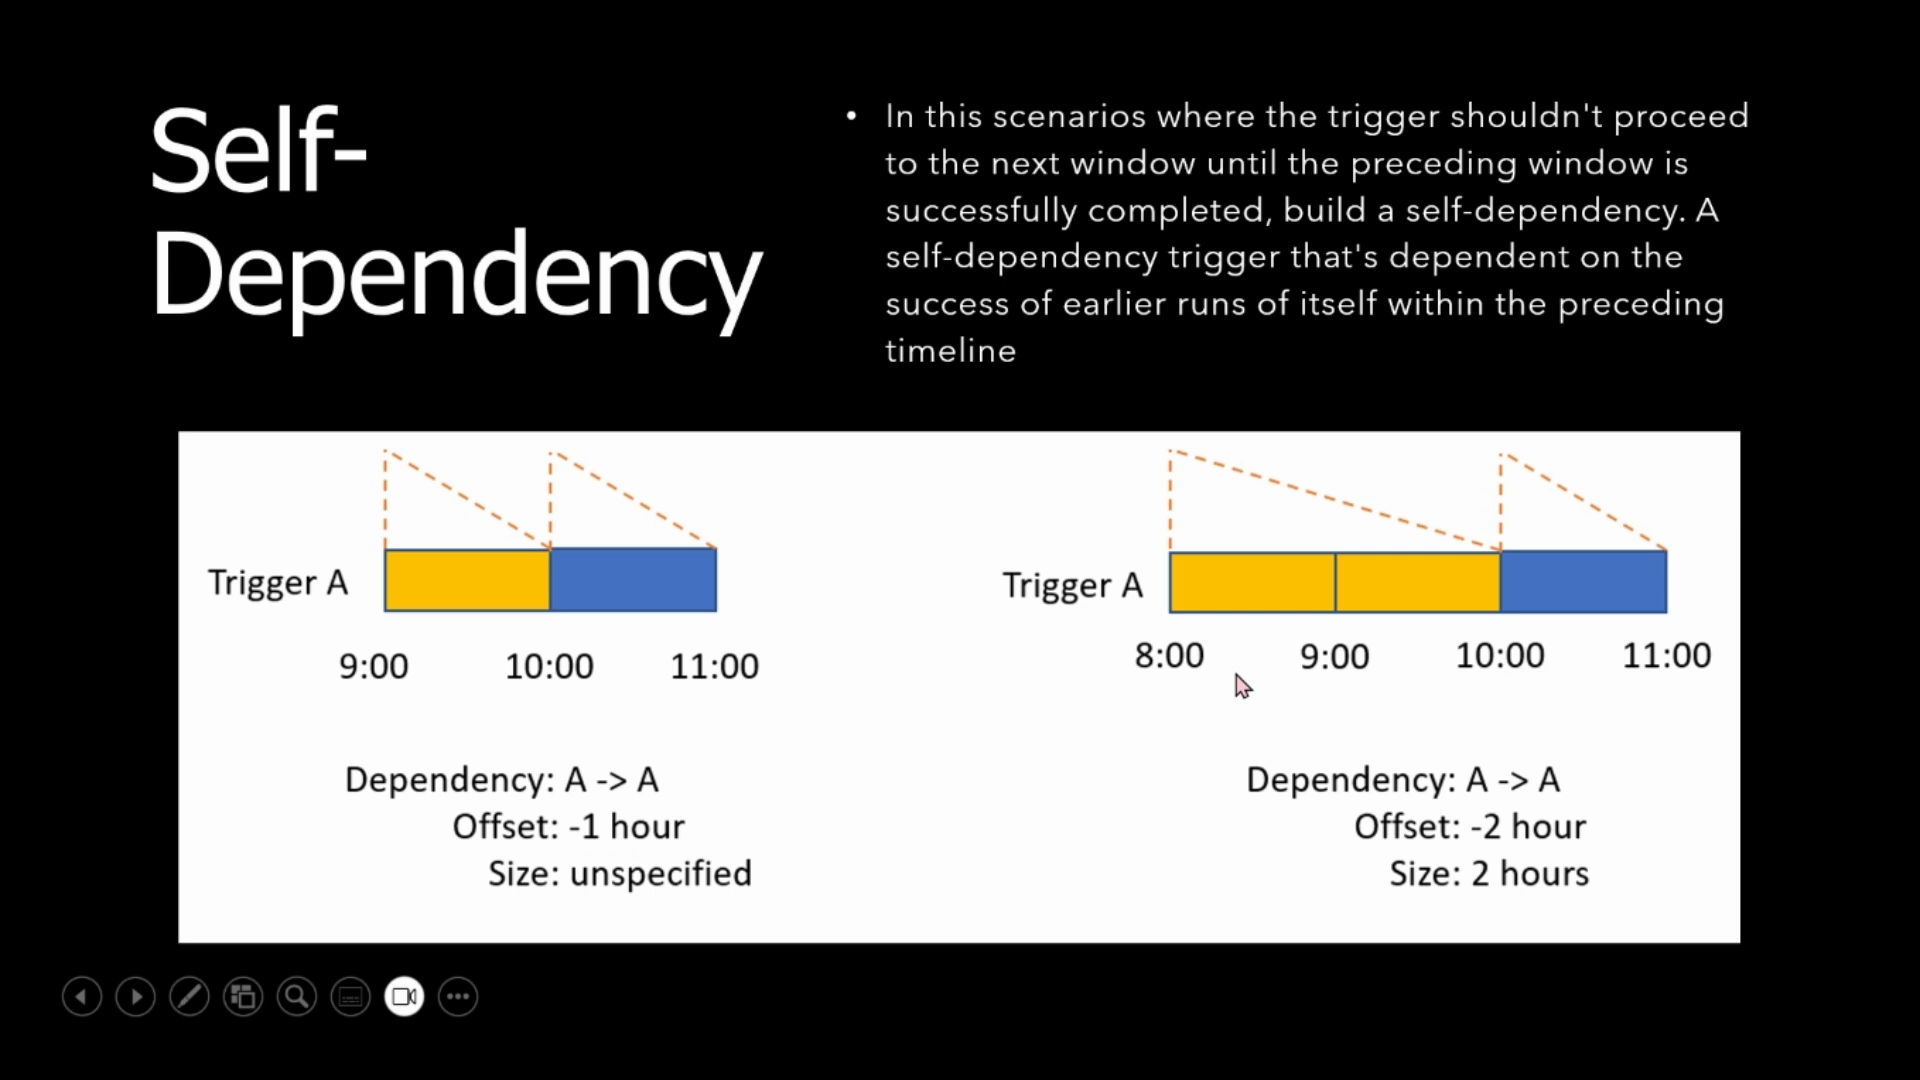 Self-
Dependency
• In this scenarios where the trigger shouldn't proceed
to the next window until the preceding window is
successfully completed, build a self-dependency. A
self-dependency trigger that's dependent on the
success of earlier runs of itself within the preceding
timeline
Trigger A
9:00 10:00 11:00
Dependency: A -> A
Offset: -1 hour
Size: unspecified
Trigger A
8:00 9:00 10:00 11:00
Dependency: A -> A
Offset: -2 hour
Size: 2 hours